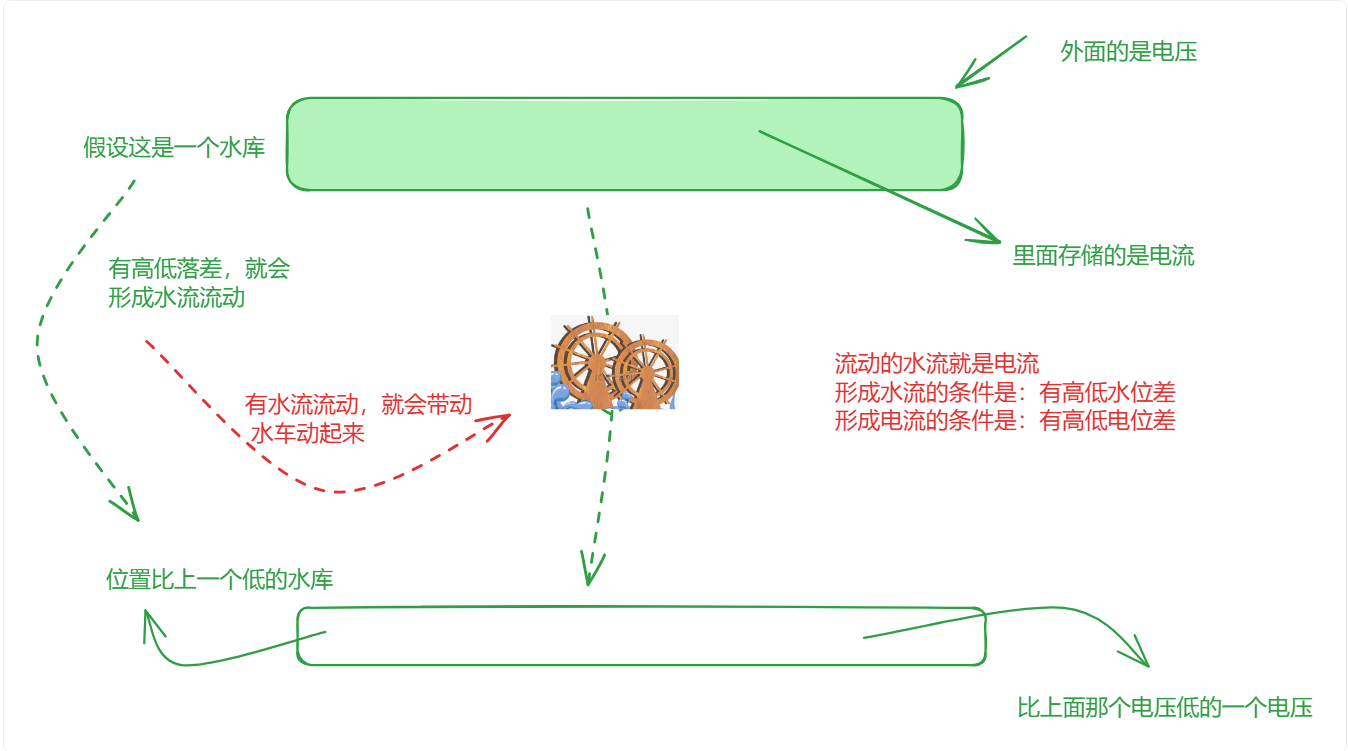 外面的是电压
假设这是一个水库
里面存储的是电流
有高低落差，就会
形成水流流动
流动的水流就是电流
形成水流的条件是：有高低水位差
形成电流的条件是：有高低电位差
有水流流动，就会带动
水车动起来
位置比上一个低的水库
比上面那个电压低的一个电压